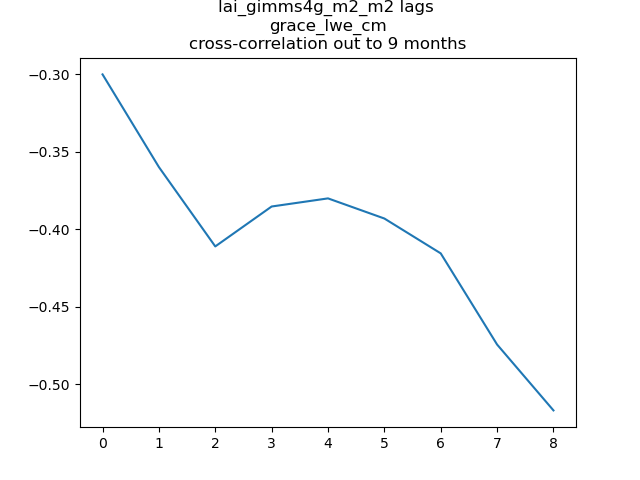 lai_gimms4g_m2_m2 lags
grace_lwe_cm
cross-correlation out to 9 months
−0.30
−0.35
−0.40
−0.45
−0.50
0 1 2 3 4 5 6 7 8